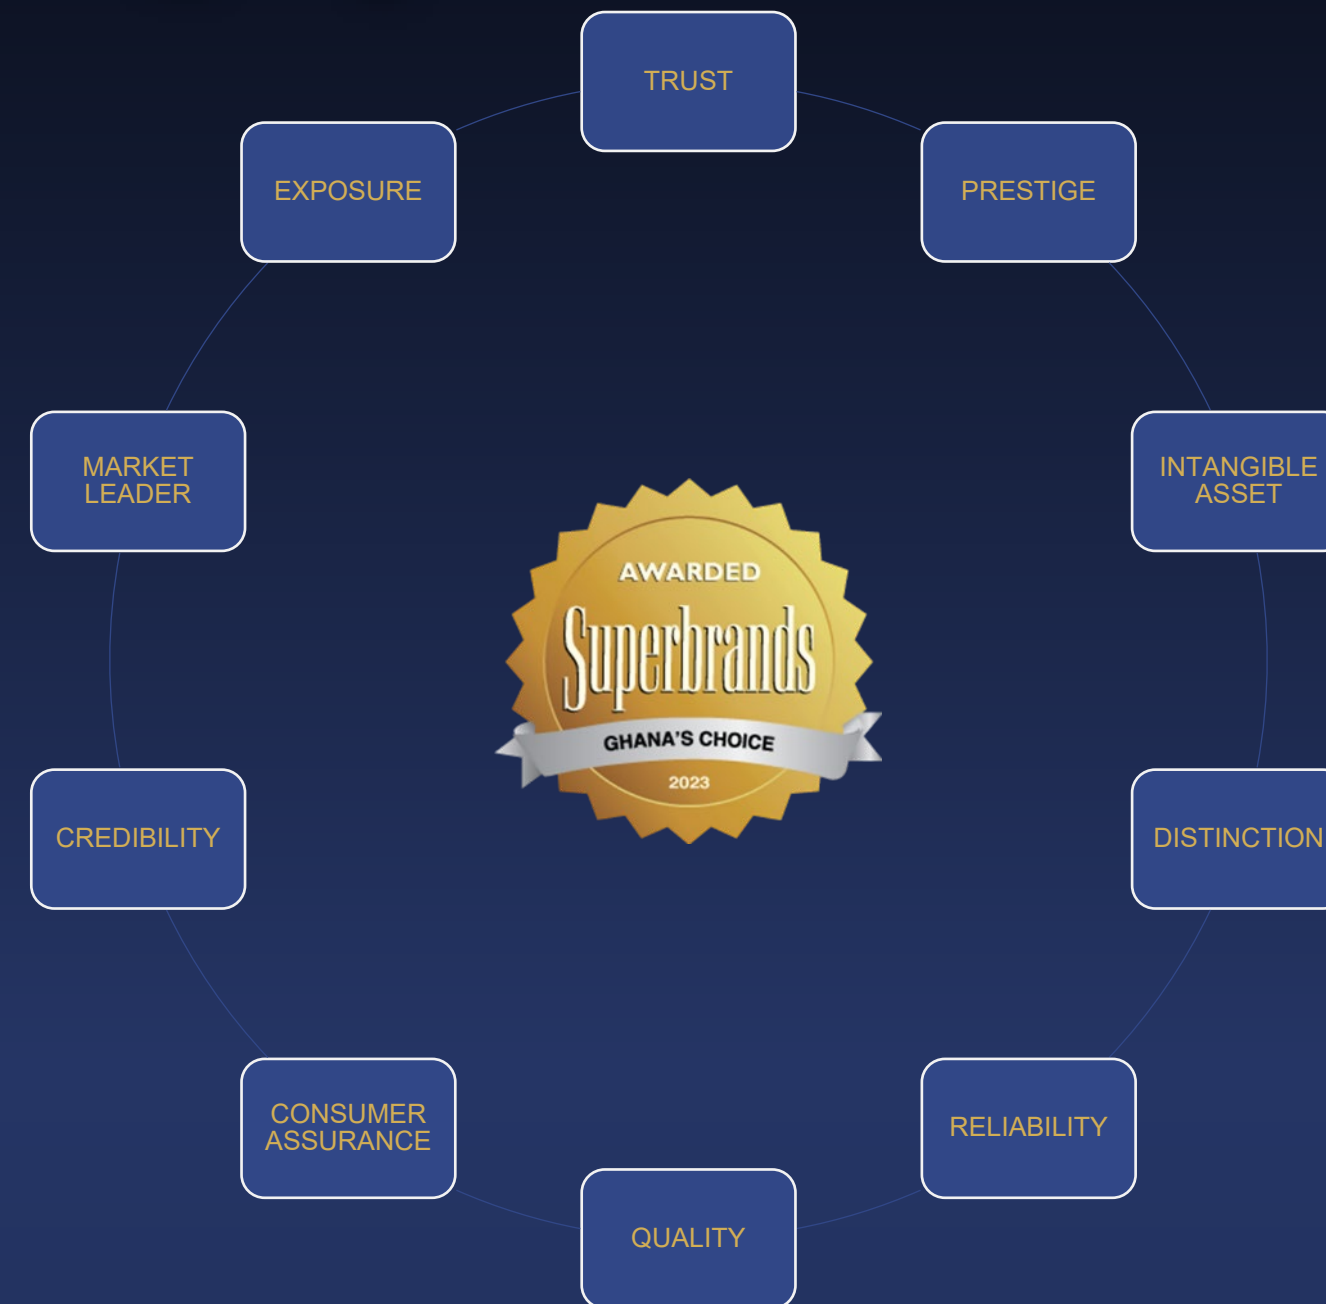 TRUST
EXPOSURE
PRESTIGE
MARKET
LEADER
INTANGIBLE
ASSET
AWARDED
Superbrands
GHANA'S CHOICE
2023
CREDIBILITY
DISTINCTION
CONSUMER
ASSURANCE
RELIABILITY
QUALITY